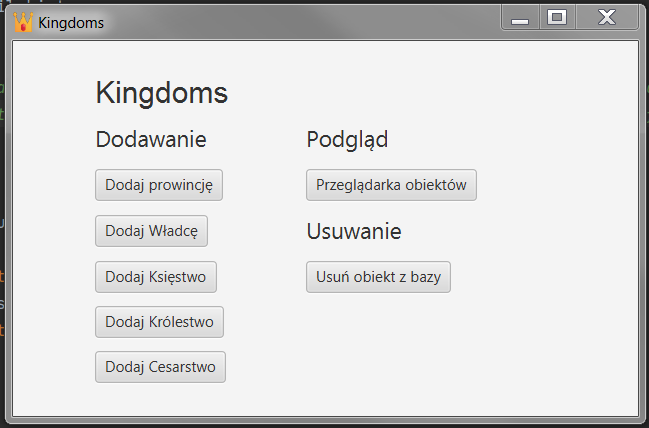 Kingdoms
Kingdoms
Dodawanie
Dodaj prowincję
Dodaj Władcę
Dodaj Księstwo
Dodaj Królestwo
Dodaj Cesarstwo
Podgląd
Przeglądarka obiektów
Usuwanie
Usuń obiekt z bazy